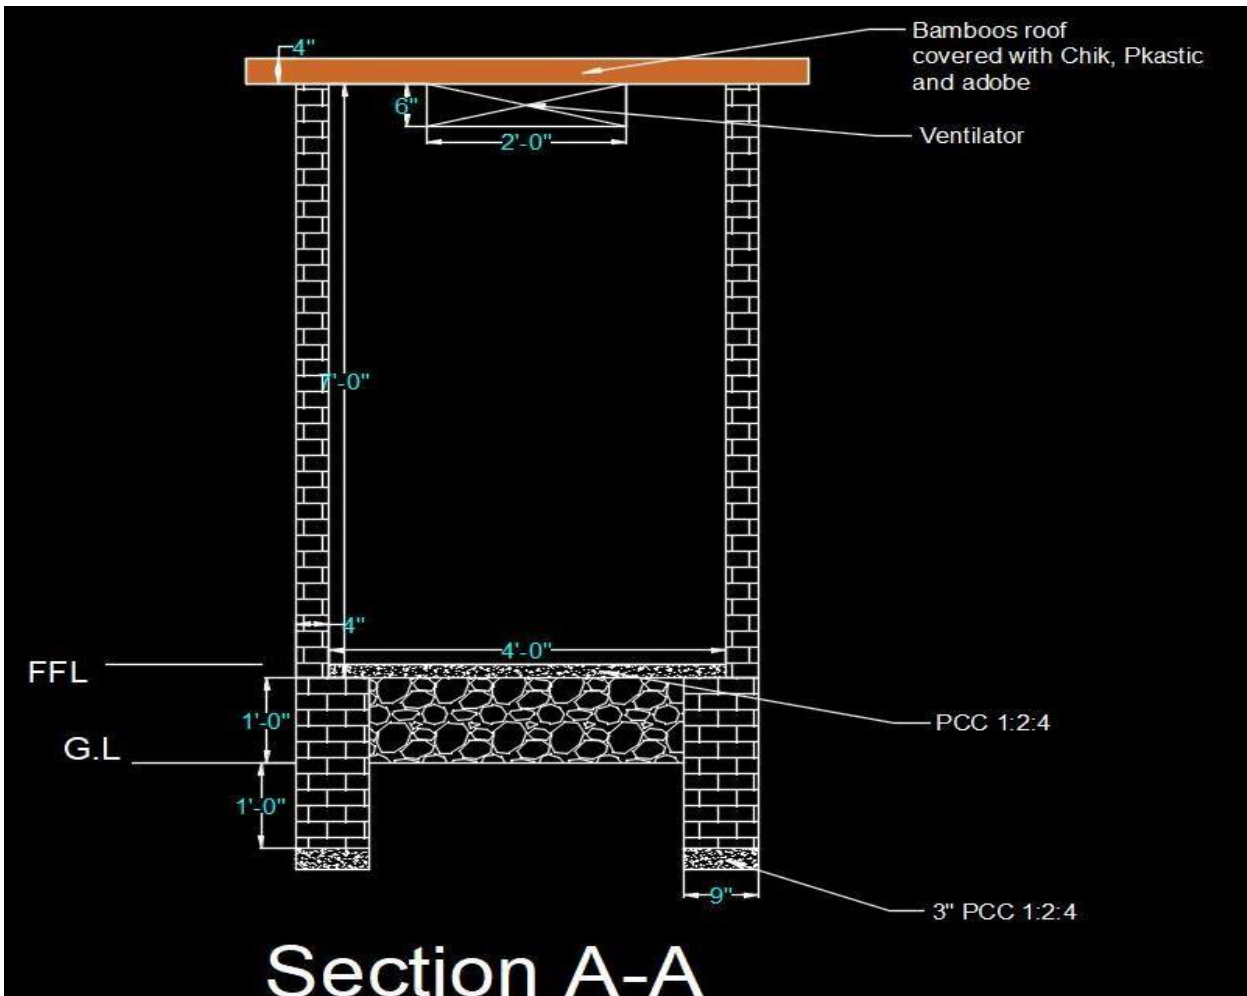 4"
Bamboos roof
covered with Chik, Pkastic
and adobe
6"
Ventilator
2'-0"
7'-0"
4"
4'-0"
FFL
1'-0"
PCC 1:2:4
G.L
1'-0"
9"
3" PCC 1:2:4
Section A-A